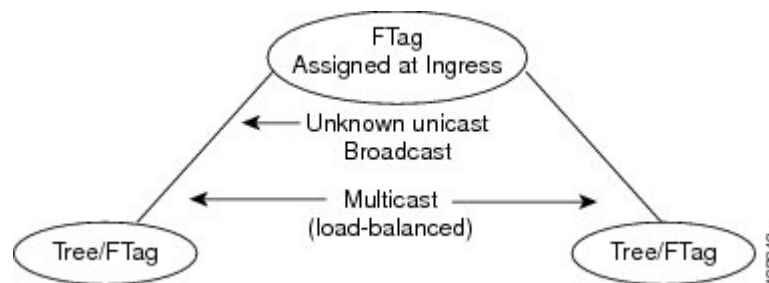 FTag
Assigned at Ingress
Unknown unicast
Broadcast
Multicast
(load-balanced)
Tree/FTag
Tree/FTag